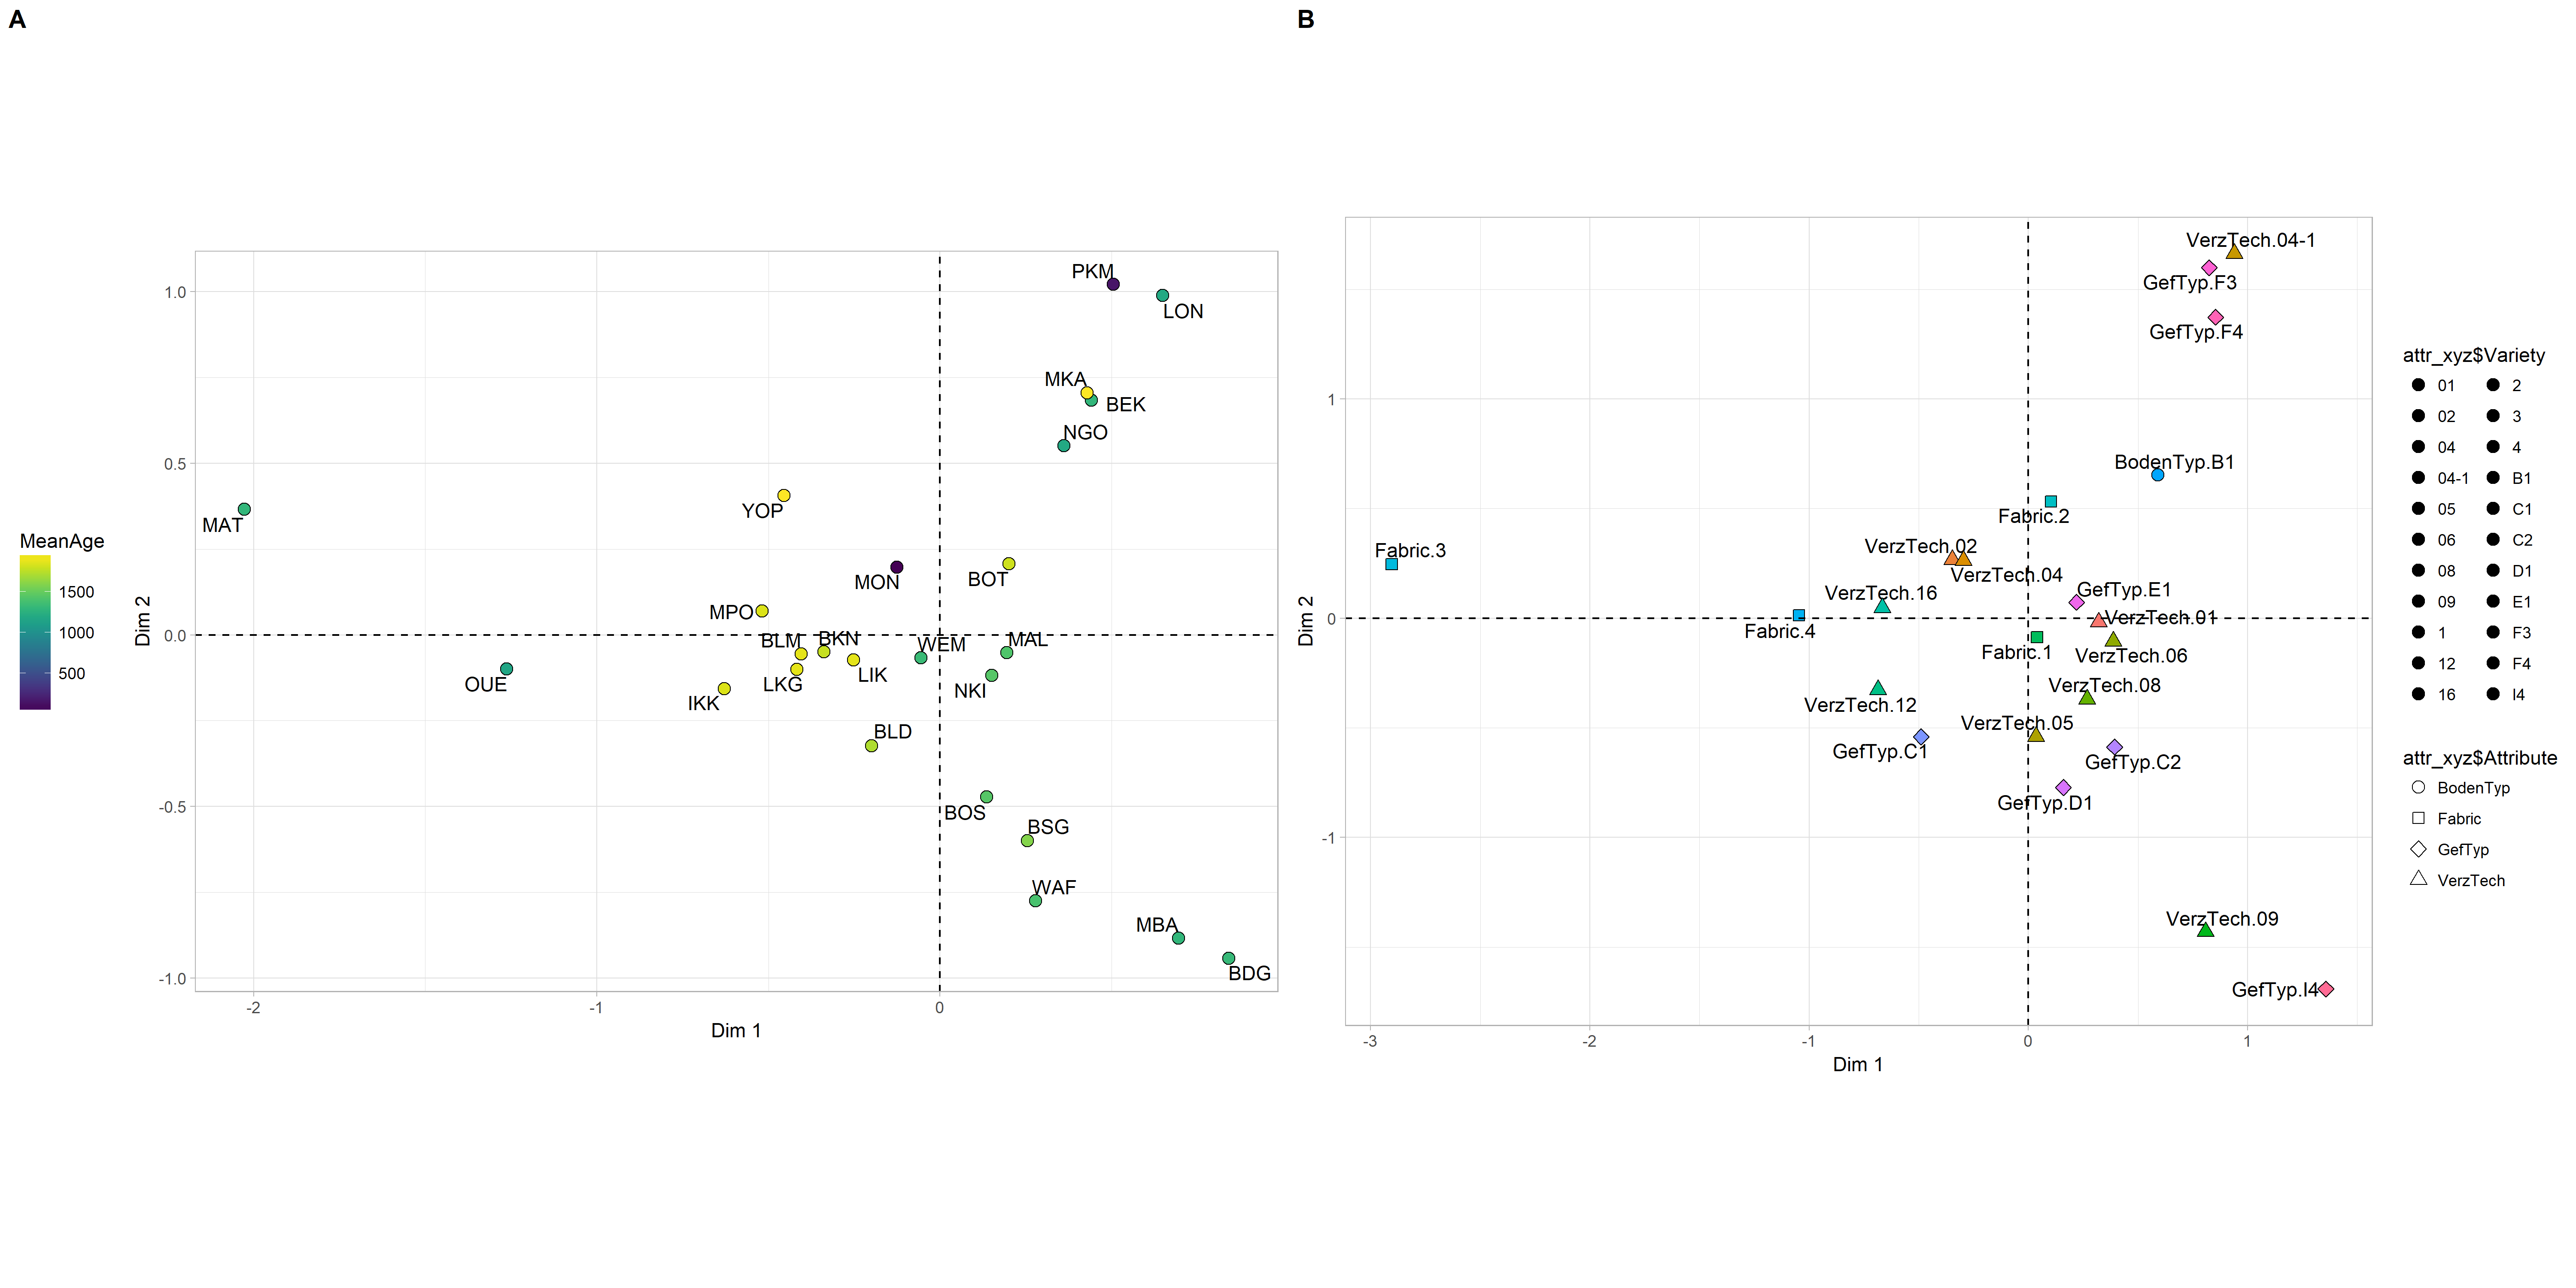 A
PKM
LON
MKA
BEK
NGO
YOP
MAT
MON
BOT
MPO
BLM
BKN
WEM
MAL
OUE
LKG
LIK
IKK
NKI
BLD
BOS
BSG
WAF
MBA
BDG
1.0
0.5
0.0
-0.5
-1.0
-2
-1
0
Dim 1
Dim 2
MeanAge
1500
1000
500
B
VerzTech.04-1
GefTyp.F3
GefTyp.F4
BodenTyp.B1
Fabric.2
Fabric.3
VerzTech.02
VerzTech.04
VerzTech.16
GefTyp.E1
VerzTech.01
Fabric.4
Fabric.1
VerzTech.06
VerzTech.08
VerzTech.12
VerzTech.05
GefTyp.C1
GefTyp.C2
GefTyp.D1
VerzTech.09
GefTyp.I4
1
0
-1
-3
-2
-1
0
1
Dim 1
Dim 2
attr_xyz$Variety
01 2
02 3
04 4
04-1 B1
05 C1
06 C2
08 D1
09 E1
1 F3
12 F4
16 I4
attr_xyz$Attribute
BodenTyp
Fabric
GefTyp
VerzTech